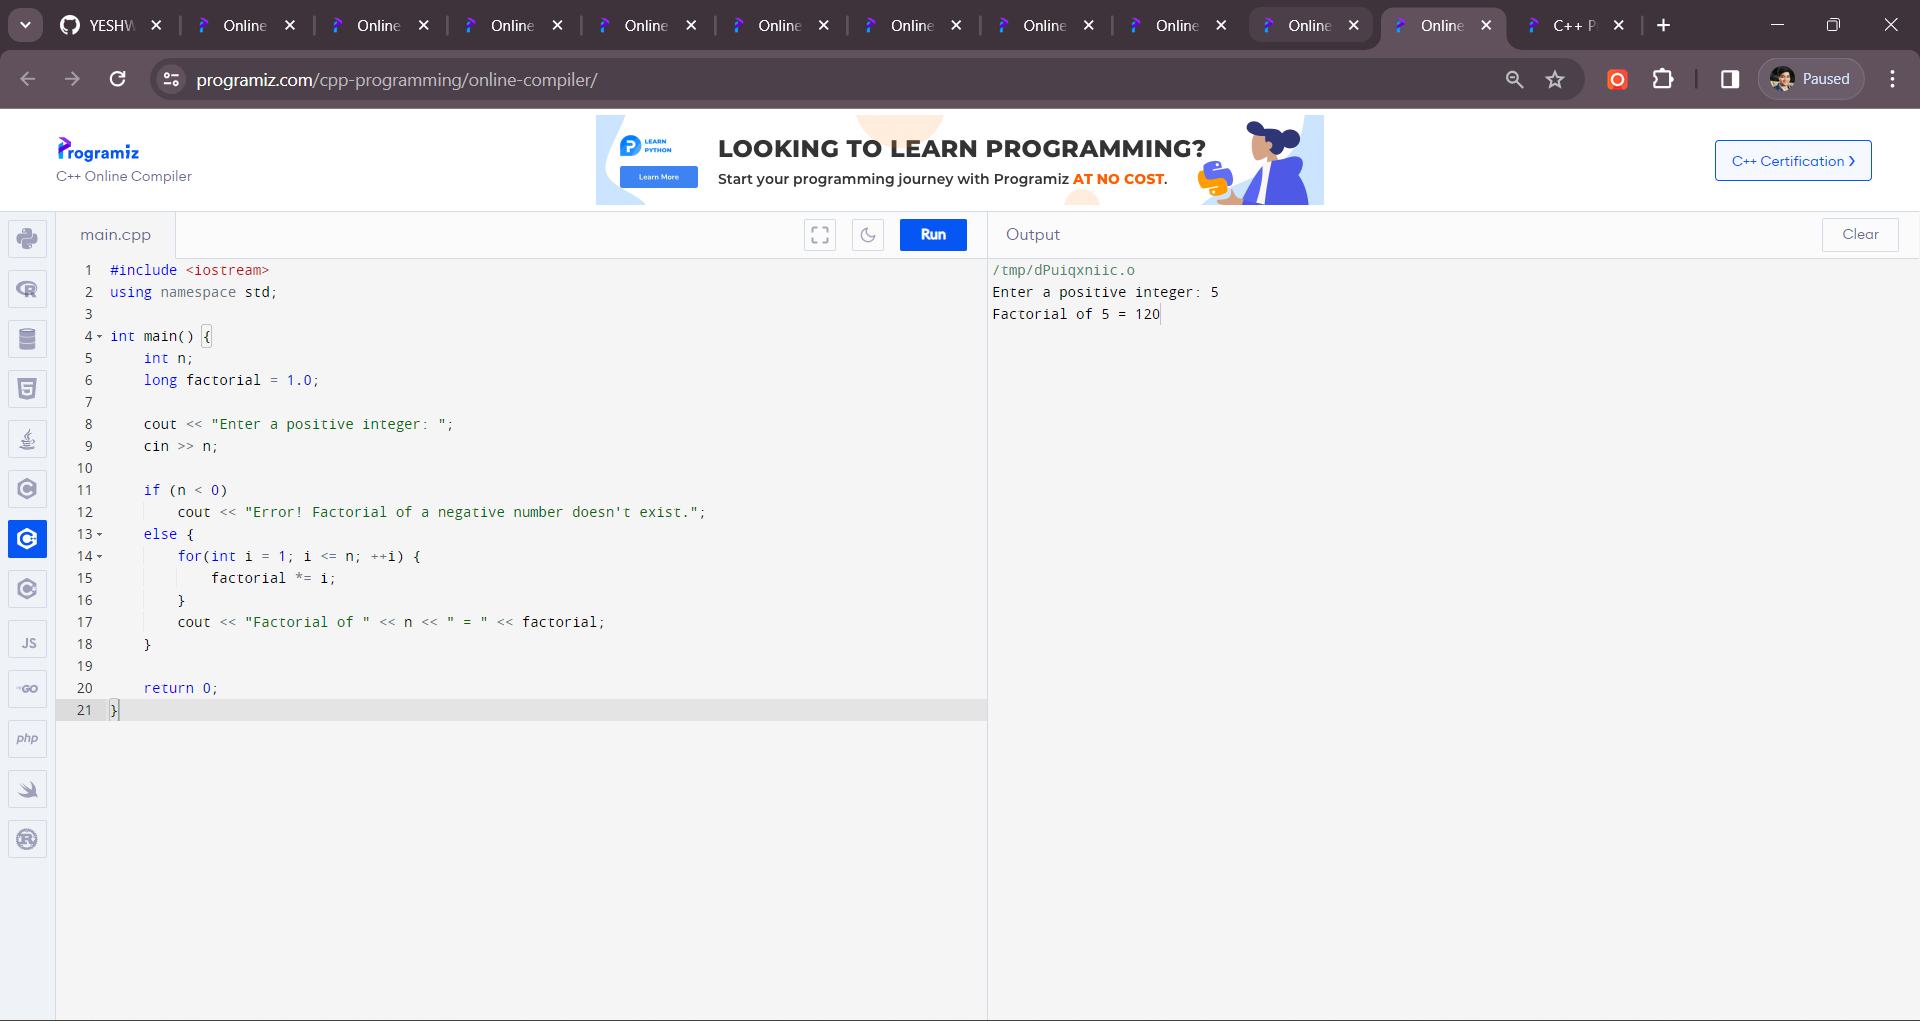 YESHW
Online
Online
Online
Online
Online
Online
Online
Online
Online
Online
C++ P
programiz.com/cpp-programming/online-compiler/
Paused
Programiz
C++ Online Compiler
LEARN
PYTHON
Learn More
LOOKING TO LEARN PROGRAMMING?
Start your programming journey with Programiz AT NO COST.
C++ Certification
main.cpp
Run
Output
Clear
1 #include <iostream>
2 using namespace std;
3
4 int main() {
5 int n;
6 long factorial = 1.0;
7
8 cout << "Enter a positive integer: ";
9 cin >> n;
10
11 if (n < 0)
12 cout << "Error! Factorial of a negative number doesn't exist.";
13 else {
14 for(int i = 1; i <= n; ++i) {
15 factorial *= i;
16 }
17 cout << "Factorial of " << n << " = " << factorial;
18 }
19
20 return 0;
21 }
/tmp/dPuiqxniic.o
Enter a positive integer: 5
Factorial of 5 = 120
JS
GO
php